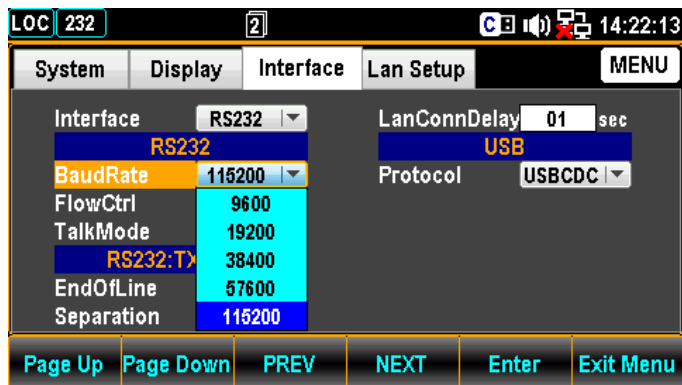 LOC 232 2 C 14:22:13
System Display Interface Lan Setup MENU
Interface RS232 LanConnDelay 01 sec
RS232 USB
BaudRate 115200 Protocol USBCDC
FlowCtrl 9600
TalkMode 19200
RS232:TX 38400
EndOfLine 57600
Separation 115200
Page Up Page Down PREV NEXT Enter Exit Menu